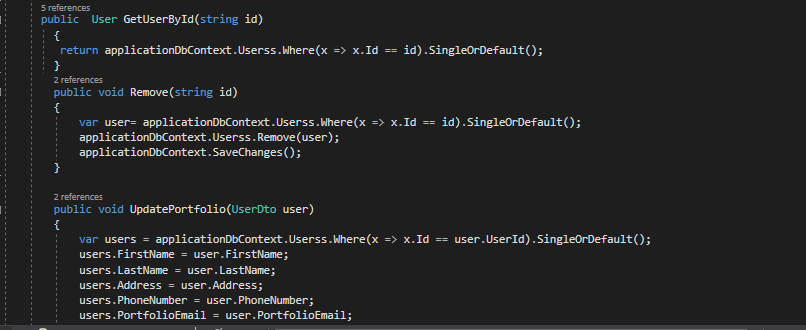 5 references
public User GetUserById(string id)
{
return applicationDbContext.Userss.Where(x => x.Id == id).SingleOrDefault();
}
2 references
public void Remove(string id)
{
var user= applicationDbContext.Userss.Where(x => x.Id == id).SingleOrDefault();
applicationDbContext.Userss.Remove(user);
applicationDbContext.SaveChanges();
}
2 references
public void UpdatePortfolio(UserDto user)
{
var users = applicationDbContext.Userss.Where(x => x.Id == user.UserId).SingleOrDefault();
users.FirstName = user.FirstName;
users.LastName = user.LastName;
users.Address = user.Address;
users.PhoneNumber = user.PhoneNumber;
users.PortfolioEmail = user.PortfolioEmail;